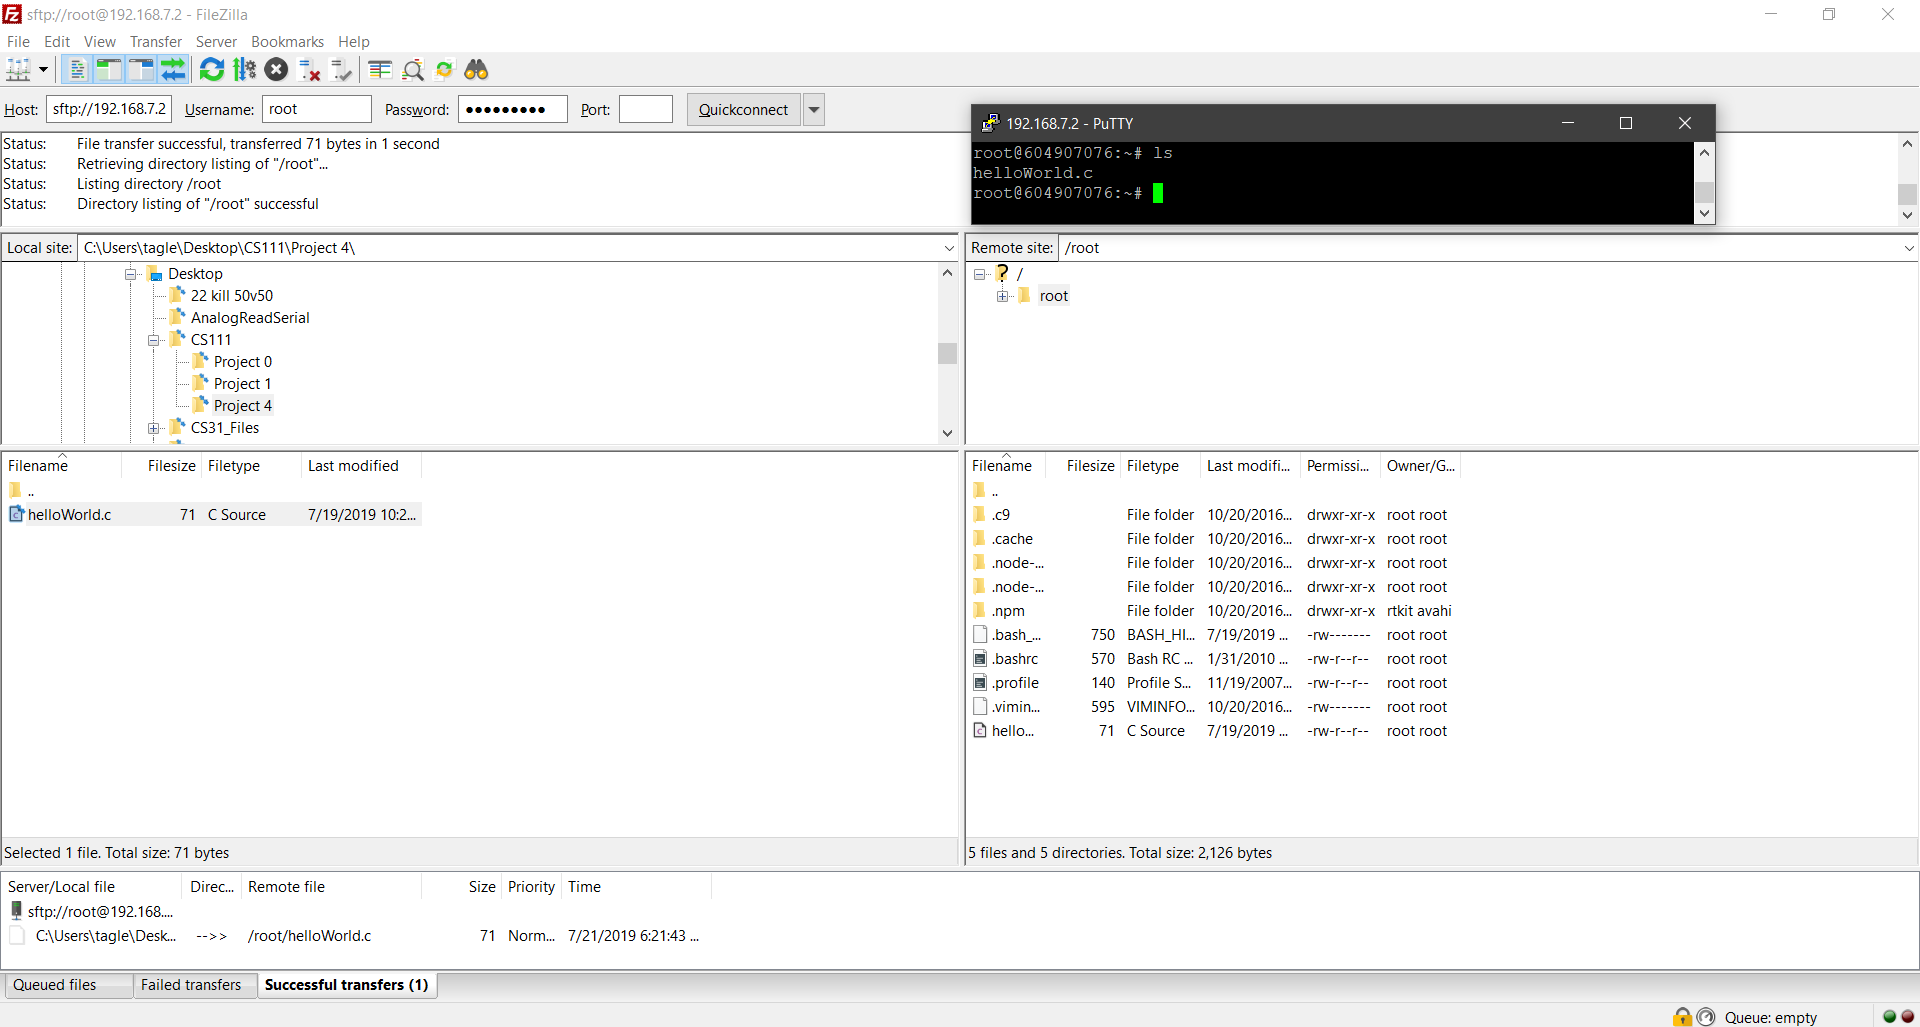 sftp://root@192.168.7.2 - FileZilla
File Edit View Transfer Server Bookmarks Help
Host: sftp://192.168.7.2 Username: root Password: ●●●●●●●●● Port: Quickconnect
Status: File transfer successful, transferred 71 bytes in 1 second
Status: Retrieving directory listing of "/root"...
Status: Listing directory /root
Status: Directory listing of "/root" successful
192.168.7.2 - PuTTY
root@604907076:~# ls
helloWorld.c
root@604907076:~#
Local site: C:\Users\tagle\Desktop\CS111\Project 4\
Desktop
22 kill 50v50
AnalogReadSerial
CS111
Project 0
Project 1
Project 4
CS31_Files
Remote site: /root
/
root
Filename Filesize Filetype Last modified
..
helloWorld.c 71 C Source 7/19/2019 10:2...
Selected 1 file. Total size: 71 bytes
Filename Filesize Filetype Last modifi... Permissi... Owner/G...
..
.c9 File folder 10/20/2016... drwxr-xr-x root root
.cache File folder 10/20/2016... drwxr-xr-x root root
.node-... File folder 10/20/2016... drwxr-xr-x root root
.node-... File folder 10/20/2016... drwxr-xr-x root root
.npm File folder 10/20/2016... drwxr-xr-x rtkit avahi
.bash_... 750 BASH_HI... 7/19/2019 ... -rw------- root root
.bashrc 570 Bash RC ... 1/31/2010 ... -rw-r--r-- root root
.profile 140 Profile S... 11/19/2007... -rw-r--r-- root root
.vimin... 595 VIMINFO... 10/20/2016... -rw------- root root
hello... 71 C Source 7/19/2019 ... -rw-r--r-- root root
5 files and 5 directories. Total size: 2,126 bytes
Server/Local file Direc... Remote file Size Priority Time
sftp://root@192.168....
C:\Users\tagle\Desk... -->> /root/helloWorld.c 71 Norm... 7/21/2019 6:21:43 ...
Queued files Failed transfers Successful transfers (1)
Queue: empty